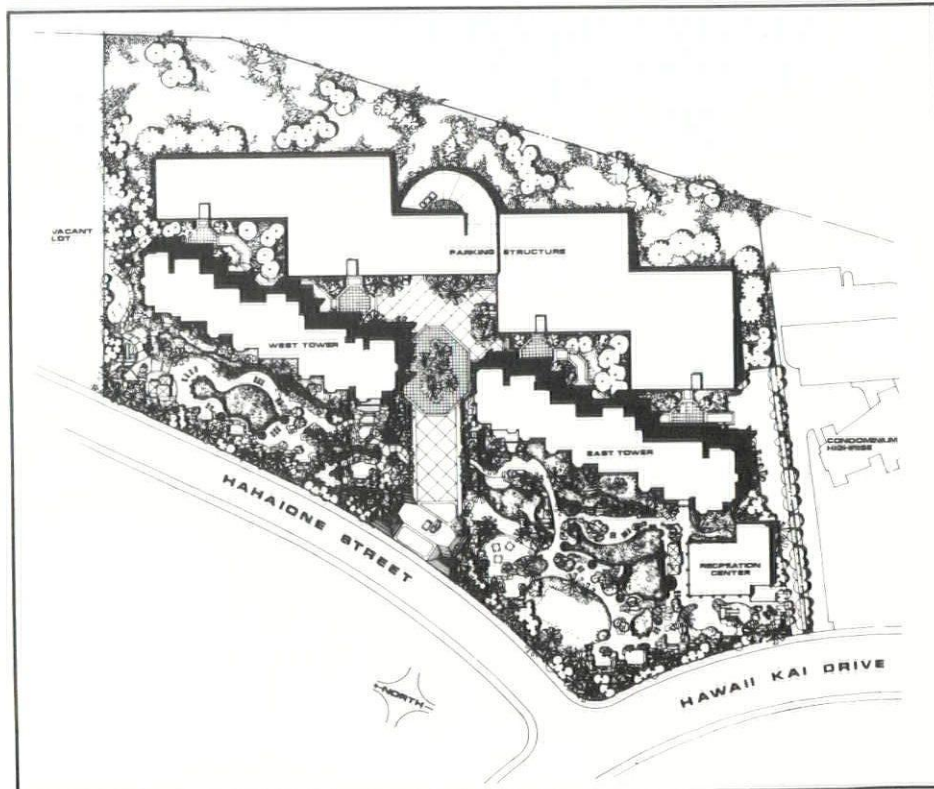 VACANT
LOT
PARKING STRUCTURE
WEST TOWER
EAST TOWER
CONDOMINIUM
HIGHRISE
HAHAIONE STREET
RECREATION
CENTER
NORTH
HAWAII KAI DRIVE